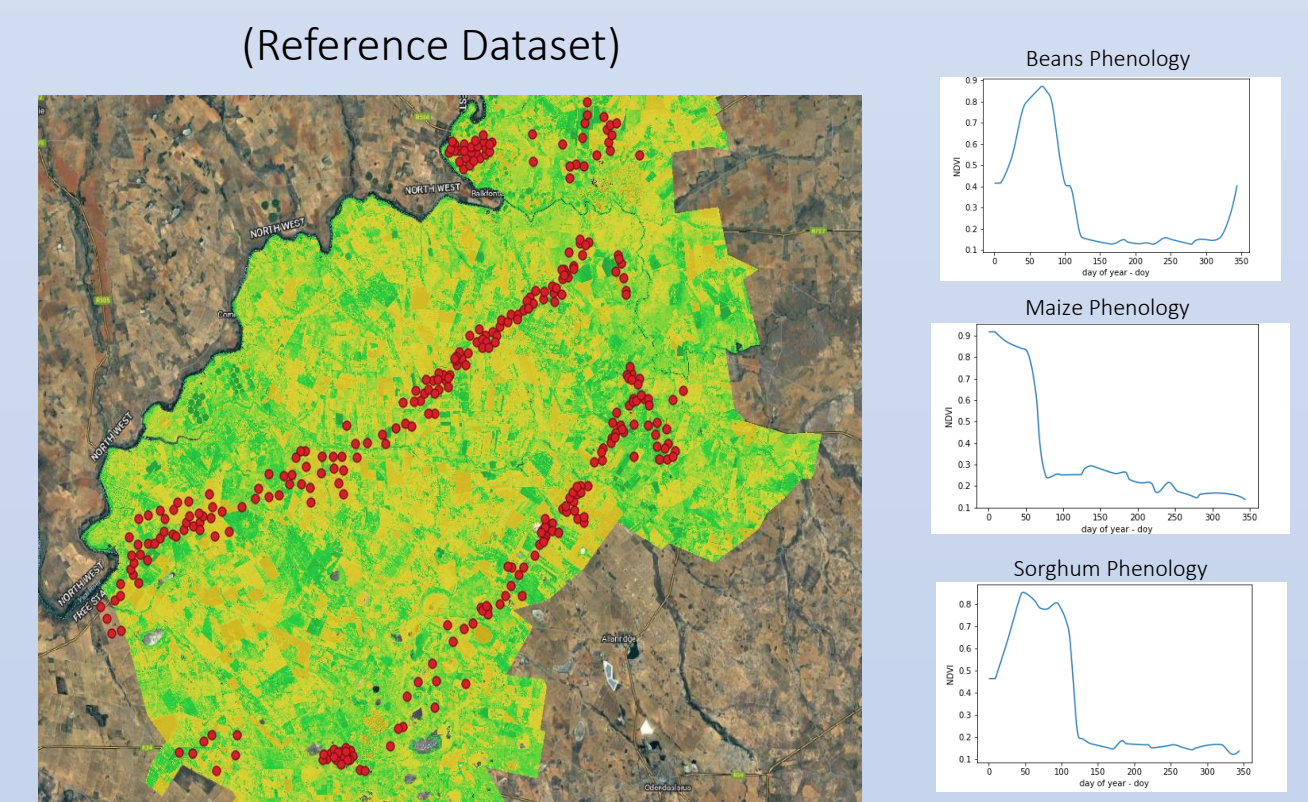 (Reference Dataset)
R504
NORTH WEST
NORTH WEST
R727
R505
NORTH WEST
NORTH WEST
FREE STA
Allanridge
Odendaalsrus
Beans Phenology
0.9
0.8
0.7
0.6
0.5
0.4
0.3
0.2
0.1
NDVI
0 50 100 150 200 250 300 350
day of year - doy
Maize Phenology
0.9
0.8
0.7
0.6
0.5
0.4
0.3
0.2
0.1
NDVI
0 50 100 150 200 250 300 350
day of year - doy
Sorghum Phenology
0.8
0.7
0.6
0.5
0.4
0.3
0.2
0.1
NDVI
0 50 100 150 200 250 300 350
day of year - doy